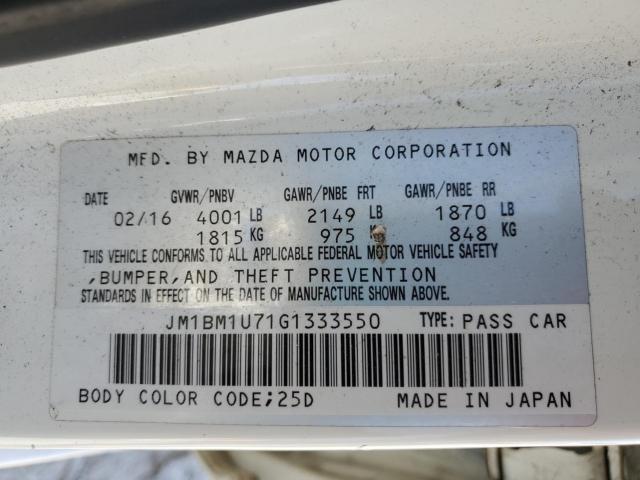 MFD. BY MAZDA MOTOR CORPORATION
DATE GVWR/PNBV GAWR/PNBE FRT GAWR/PNBE RR
02/16 4001 LB 2149 LB 1870 LB
1815 KG 975 K 848 KG
THIS VEHICLE CONFORMS TO ALL APPLICABLE FEDERAL MOTOR VEHICLE SAFETY
,BUMPER,AND THEFT PREVENTION
STANDARDS IN EFFECT ON THE DATE OF MANUFACTURE SHOWN ABOVE.
JM1BM1U71G1333550 TYPE: PASS CAR
BODY COLOR CODE;25D MADE IN JAPAN